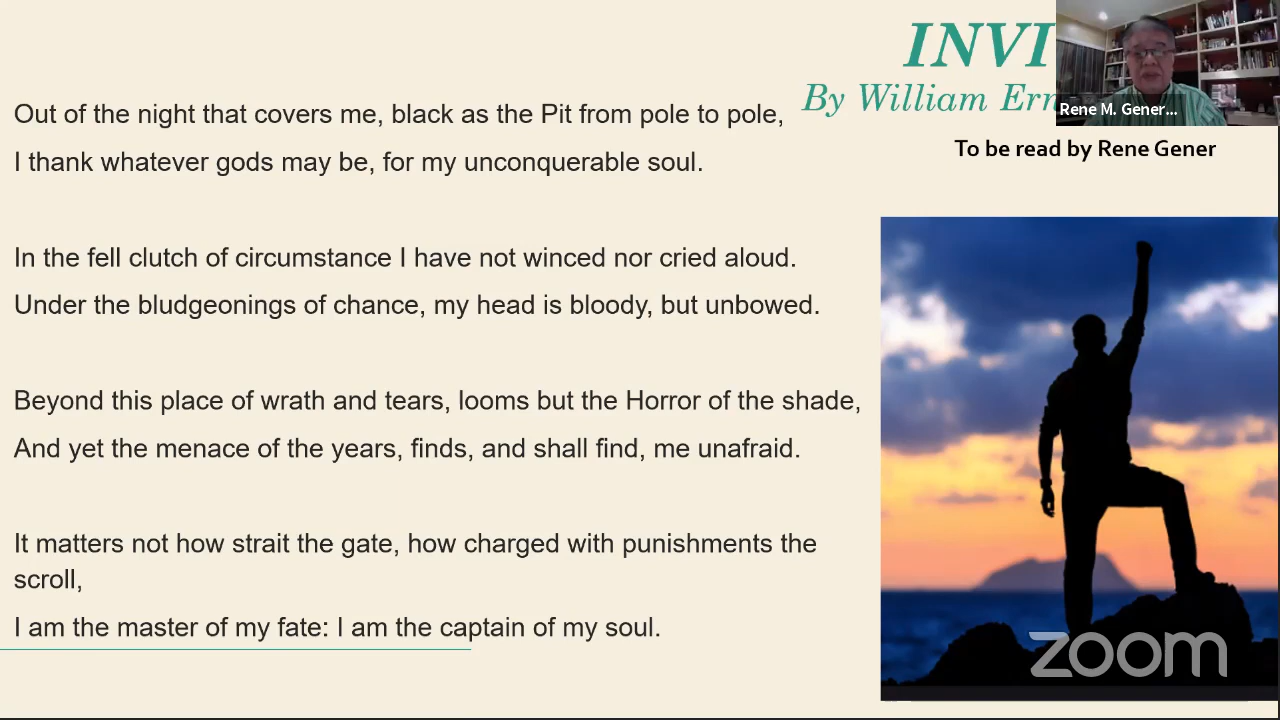 INVI
By William Ern
Rene M. Gener...
To be read by Rene Gener
Out of the night that covers me, black as the Pit from pole to pole,
I thank whatever gods may be, for my unconquerable soul.
In the fell clutch of circumstance I have not winced nor cried aloud.
Under the bludgeonings of chance, my head is bloody, but unbowed.
Beyond this place of wrath and tears, looms but the Horror of the shade,
And yet the menace of the years, finds, and shall find, me unafraid.
It matters not how strait the gate, how charged with punishments the
scroll,
I am the master of my fate: I am the captain of my soul.
zoom